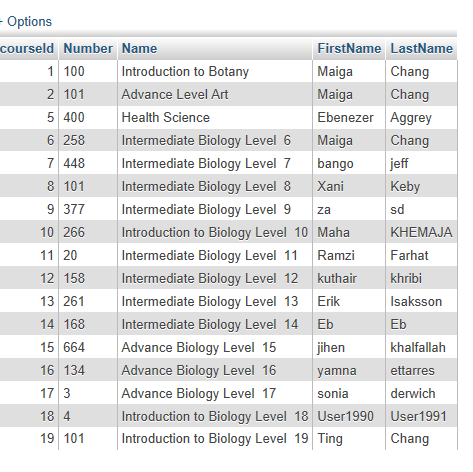 + Options
courseId Number Name FirstName LastName
1 100 Introduction to Botany Maiga Chang
2 101 Advance Level Art Maiga Chang
5 400 Health Science Ebenezer Aggrey
6 258 Intermediate Biology Level 6 Maiga Chang
7 448 Intermediate Biology Level 7 bango jeff
8 101 Intermediate Biology Level 8 Xani Keby
9 377 Intermediate Biology Level 9 za sd
10 266 Introduction to Biology Level 10 Maha KHEMAJA
11 20 Intermediate Biology Level 11 Ramzi Farhat
12 158 Intermediate Biology Level 12 kuthair khribi
13 261 Intermediate Biology Level 13 Erik Isaksson
14 168 Intermediate Biology Level 14 Eb Eb
15 664 Advance Biology Level 15 jihen khalfallah
16 134 Advance Biology Level 16 yamna ettarres
17 3 Advance Biology Level 17 sonia derwich
18 4 Introduction to Biology Level 18 User1990 User1991
19 101 Introduction to Biology Level 19 Ting Chang